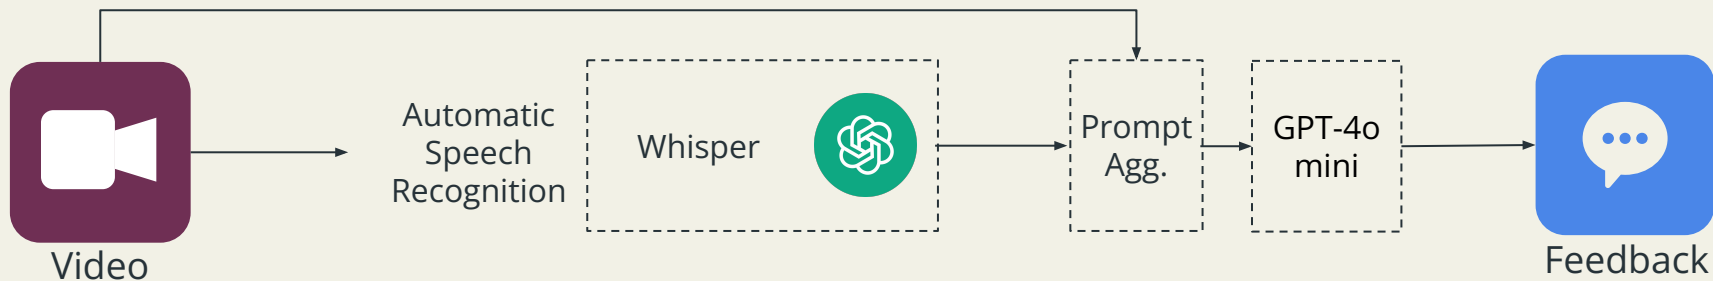 Video
Automatic
Speech
Recognition
Whisper
Prompt
Agg.
GPT-4o
mini
Feedback